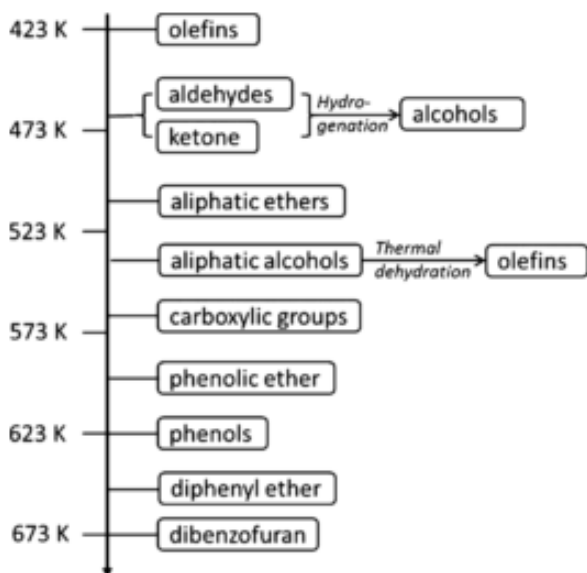 423 K
olefins
aldehydes
Hydro-
genation
alcohols
473 K
ketone
aliphatic ethers
523 K
aliphatic alcohols
Thermal
dehydration
olefins
carboxylic groups
573 K
phenolic ether
623 K
phenols
diphenyl ether
673 K
dibenzofuran